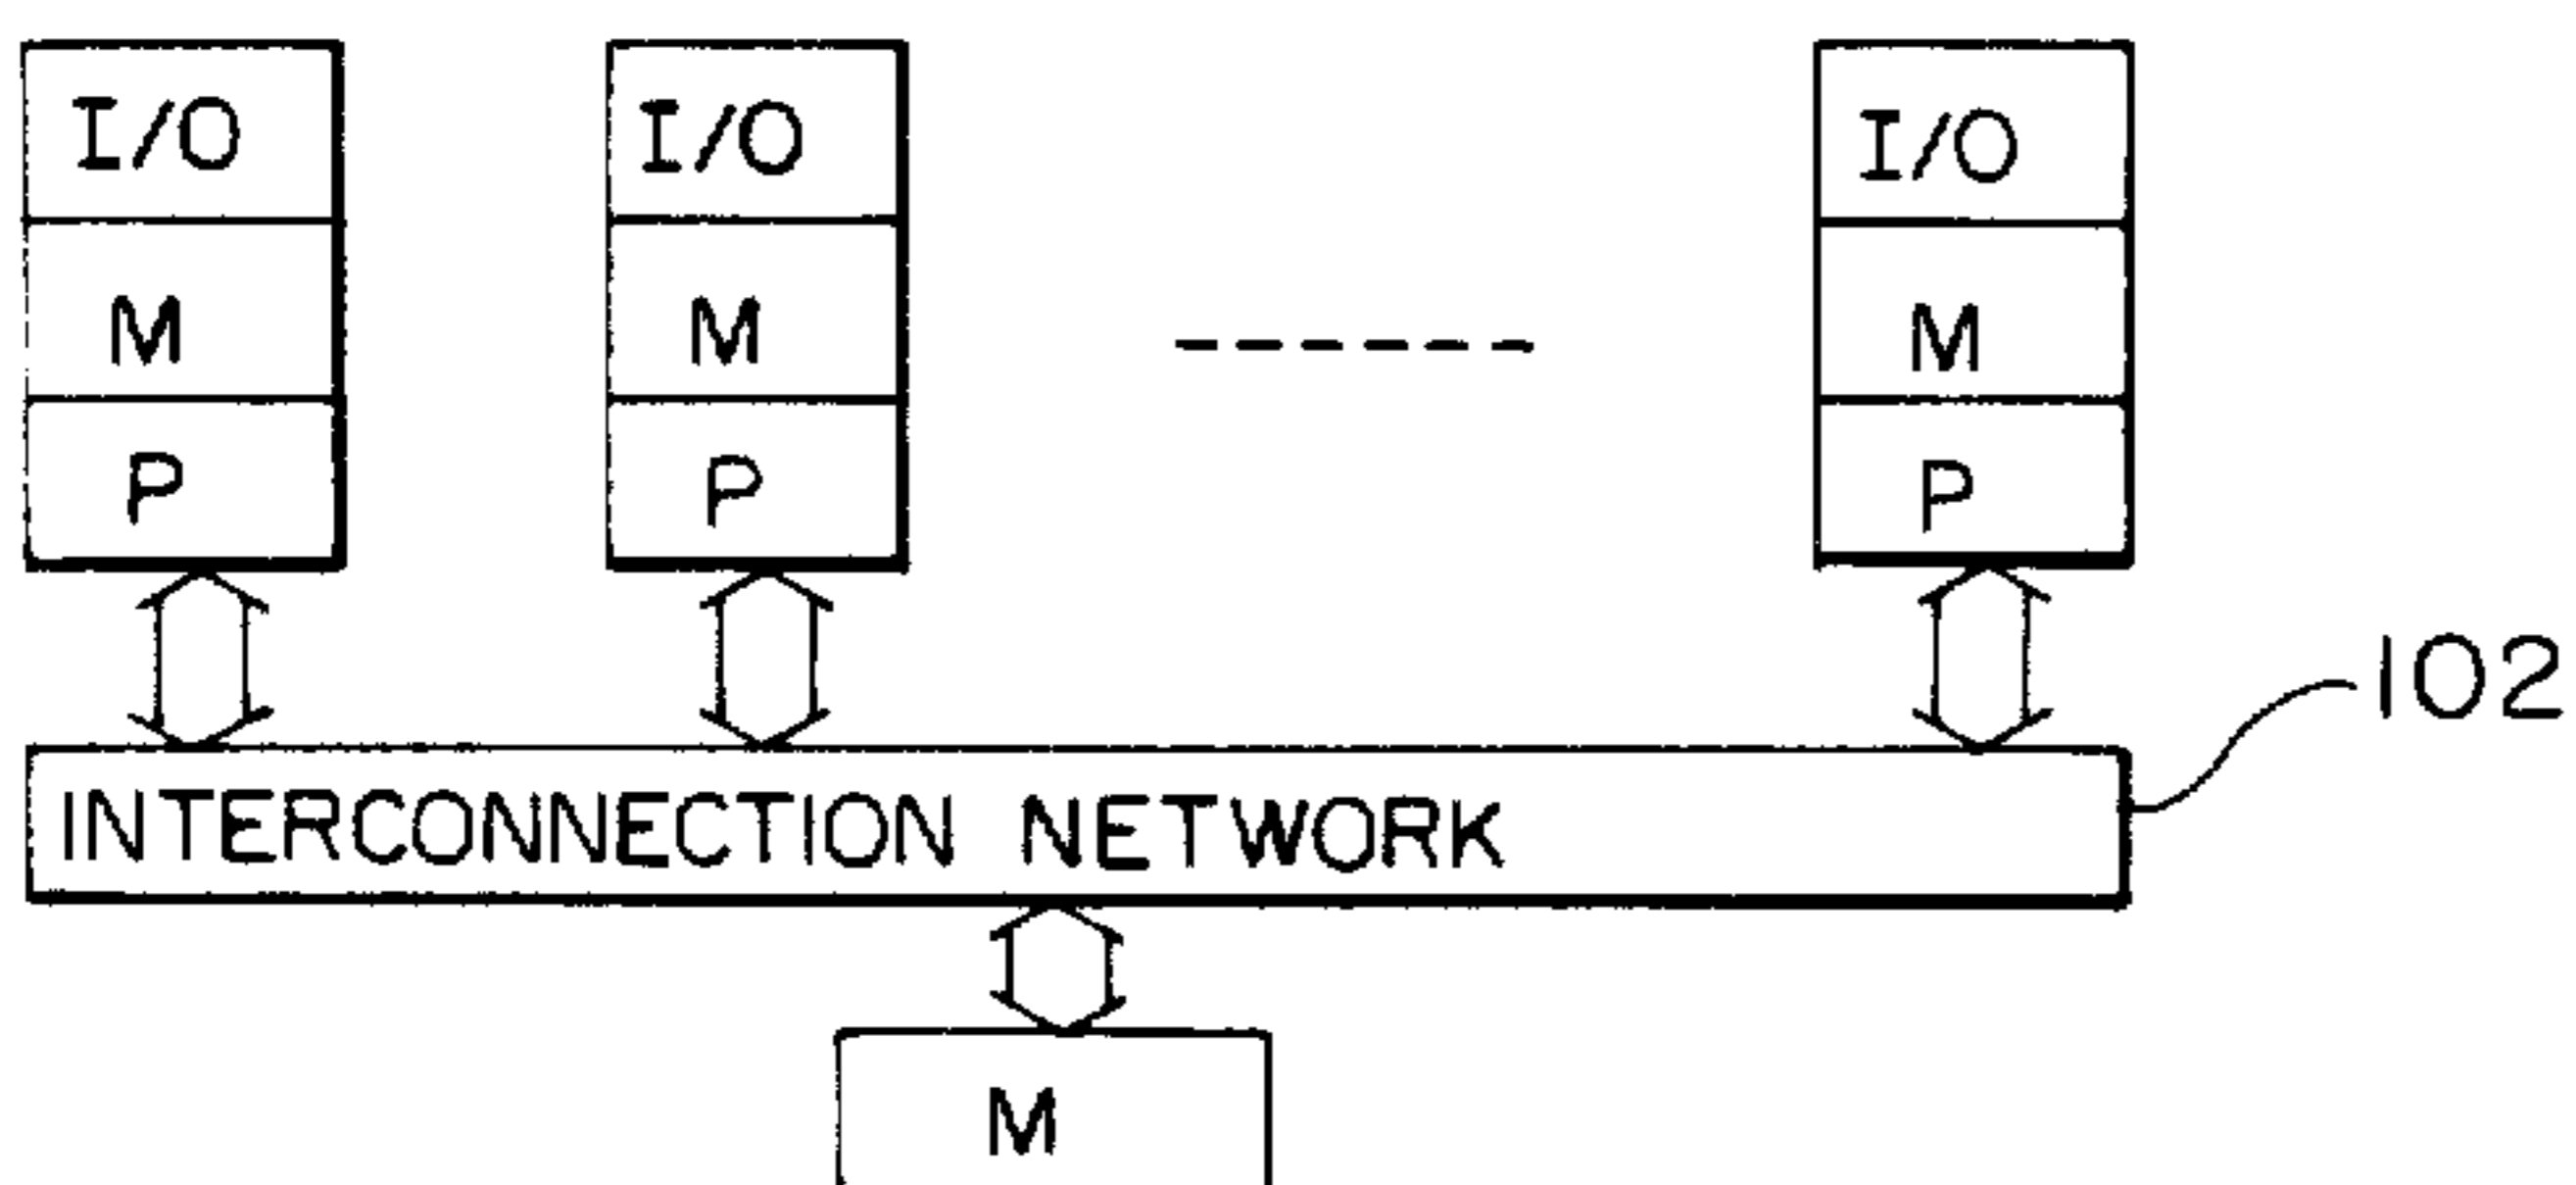 I/O I/O I/O
M M M
P P P
102
INTERCONNECTION NETWORK
M